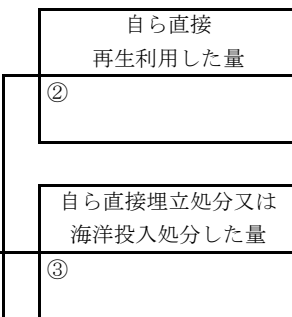 自ら直接
再生利用した量
②
自ら直接埋立処分又は
海洋投入処分した量
③